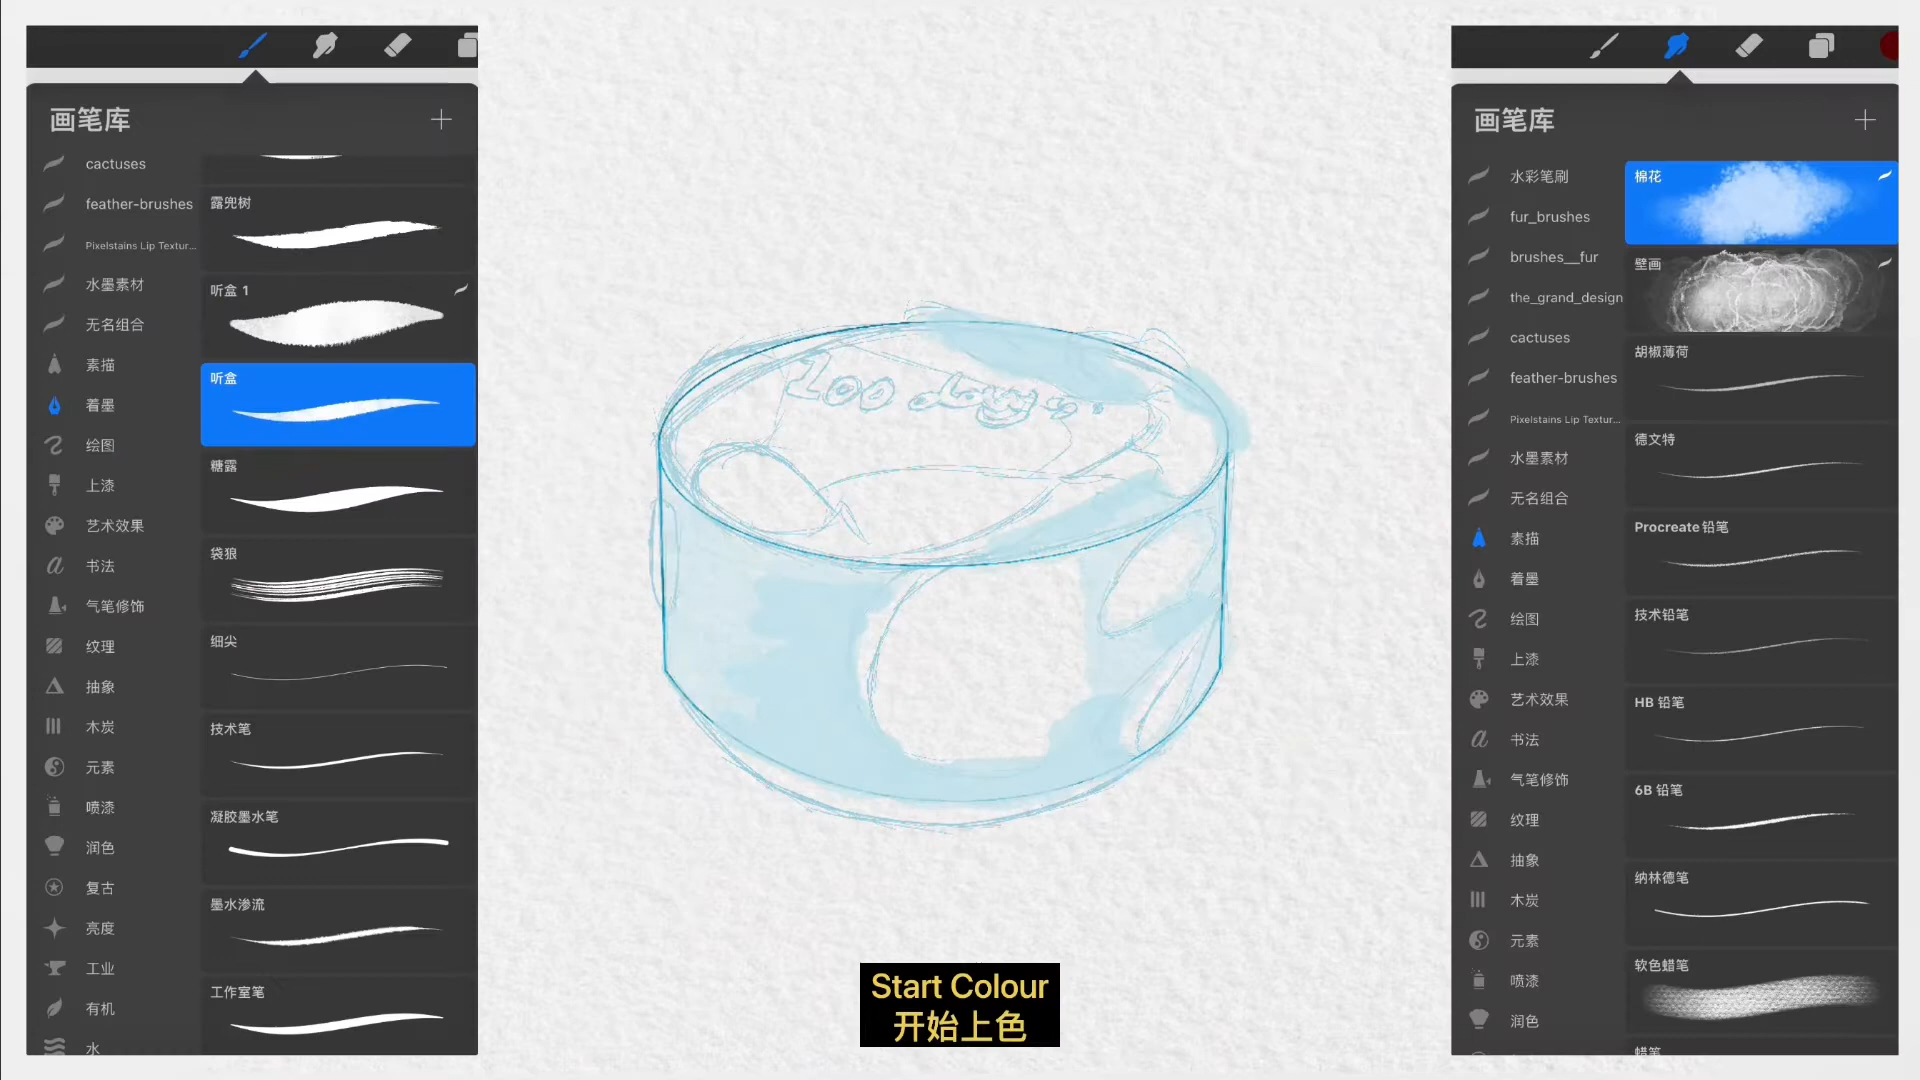 画笔库
cactuses
feather-brushes
Pixelstains Lip Textur...
水墨素材
无名组合
素描
着墨
绘图
上漆
艺术效果
书法
气笔修饰
纹理
抽象
木炭
元素
喷漆
润色
复古
亮度
工业
有机
水
露兜树
听盒 1
听盒
糖露
袋狼
细尖
技术笔
凝胶墨水笔
墨水渗流
工作室笔
100 days
Start Colour
开始上色
画笔库
水彩笔刷
fur_brushes
brushes__fur
the_grand_design
cactuses
feather-brushes
Pixelstains Lip Textur...
水墨素材
无名组合
素描
着墨
绘图
上漆
艺术效果
书法
气笔修饰
纹理
抽象
木炭
元素
喷漆
润色
棉花
壁画
胡椒薄荷
德文特
Procreate 铅笔
技术铅笔
HB 铅笔
6B 铅笔
纳林德笔
软色蜡笔
蜡笔